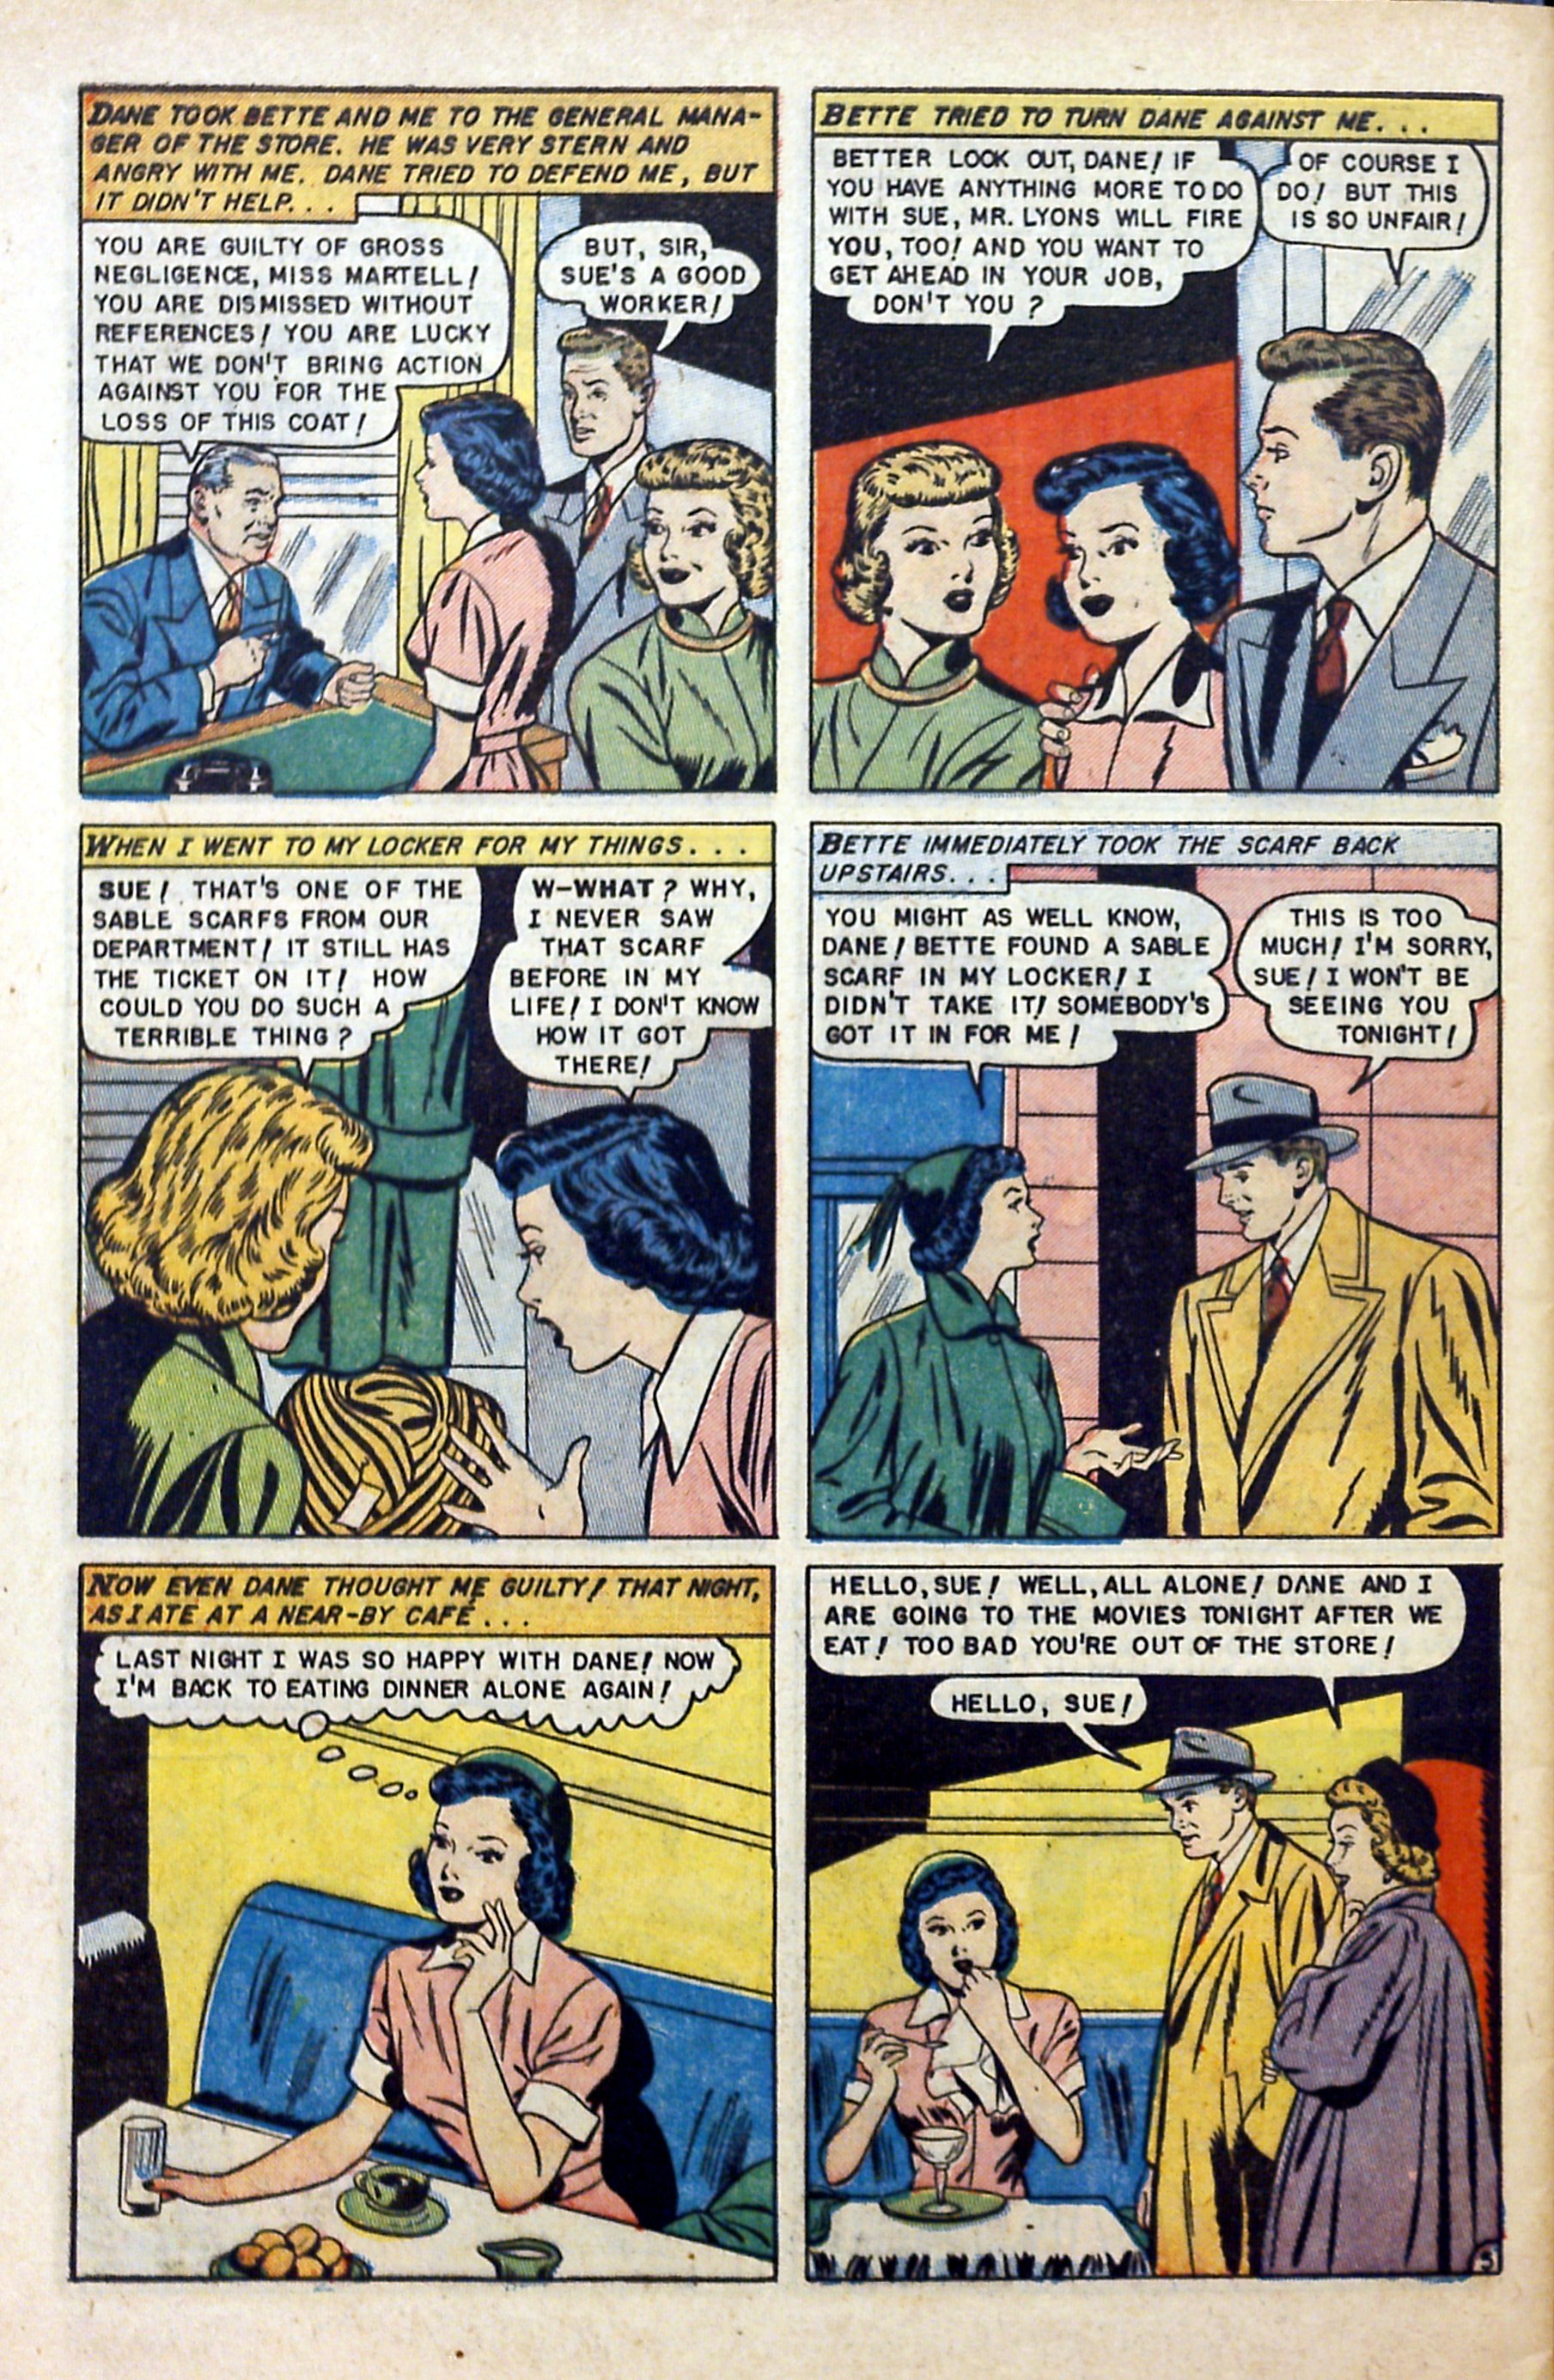 DANE TOOK BETTE AND ME TO THE GENERAL MANA-
GER OF THE STORE. HE WAS VERY STERN AND
ANGRY WITH ME. DANE TRIED TO DEFEND ME, BUT
IT DIDN'T HELP. . .
YOU ARE GUILTY OF GROSS
NEGLIGENCE, MISS MARTELL!
YOU ARE DISMISSED WITHOUT
REFERENCES! YOU ARE LUCKY
THAT WE DON'T BRING ACTION
AGAINST YOU FOR THE
LOSS OF THIS COAT!
BUT, SIR,
SUE'S A GOOD
WORKER!
BETTE TRIED TO TURN DANE AGAINST ME. . .
BETTER LOOK OUT, DANE! IF
YOU HAVE ANYTHING MORE TO DO
WITH SUE, MR. LYONS WILL FIRE
YOU, TOO! AND YOU WANT TO
GET AHEAD IN YOUR JOB,
DON'T YOU?
OF COURSE I
DO! BUT THIS
IS SO UNFAIR!
WHEN I WENT TO MY LOCKER FOR MY THINGS. . .
SUE! THAT'S ONE OF THE
SABLE SCARFS FROM OUR
DEPARTMENT! IT STILL HAS
THE TICKET ON IT! HOW
COULD YOU DO SUCH A
TERRIBLE THING?
W-WHAT? WHY,
I NEVER SAW
THAT SCARF
BEFORE IN MY
LIFE! I DON'T KNOW
HOW IT GOT
THERE!
BETTE IMMEDIATELY TOOK THE SCARF BACK
UPSTAIRS. . .
YOU MIGHT AS WELL KNOW,
DANE! BETTE FOUND A SABLE
SCARF IN MY LOCKER! I
DIDN'T TAKE IT! SOMEBODY'S
GOT IT IN FOR ME!
THIS IS TOO
MUCH! I'M SORRY,
SUE! I WON'T BE
SEEING YOU
TONIGHT!
NOW EVEN DANE THOUGHT ME GUILTY! THAT NIGHT,
AS I ATE AT A NEAR-BY CAFÉ . . .
LAST NIGHT I WAS SO HAPPY WITH DANE! NOW
I'M BACK TO EATING DINNER ALONE AGAIN!
HELLO, SUE! WELL, ALL ALONE! DANE AND I
ARE GOING TO THE MOVIES TONIGHT AFTER WE
EAT! TOO BAD YOU'RE OUT OF THE STORE!
HELLO, SUE!
5